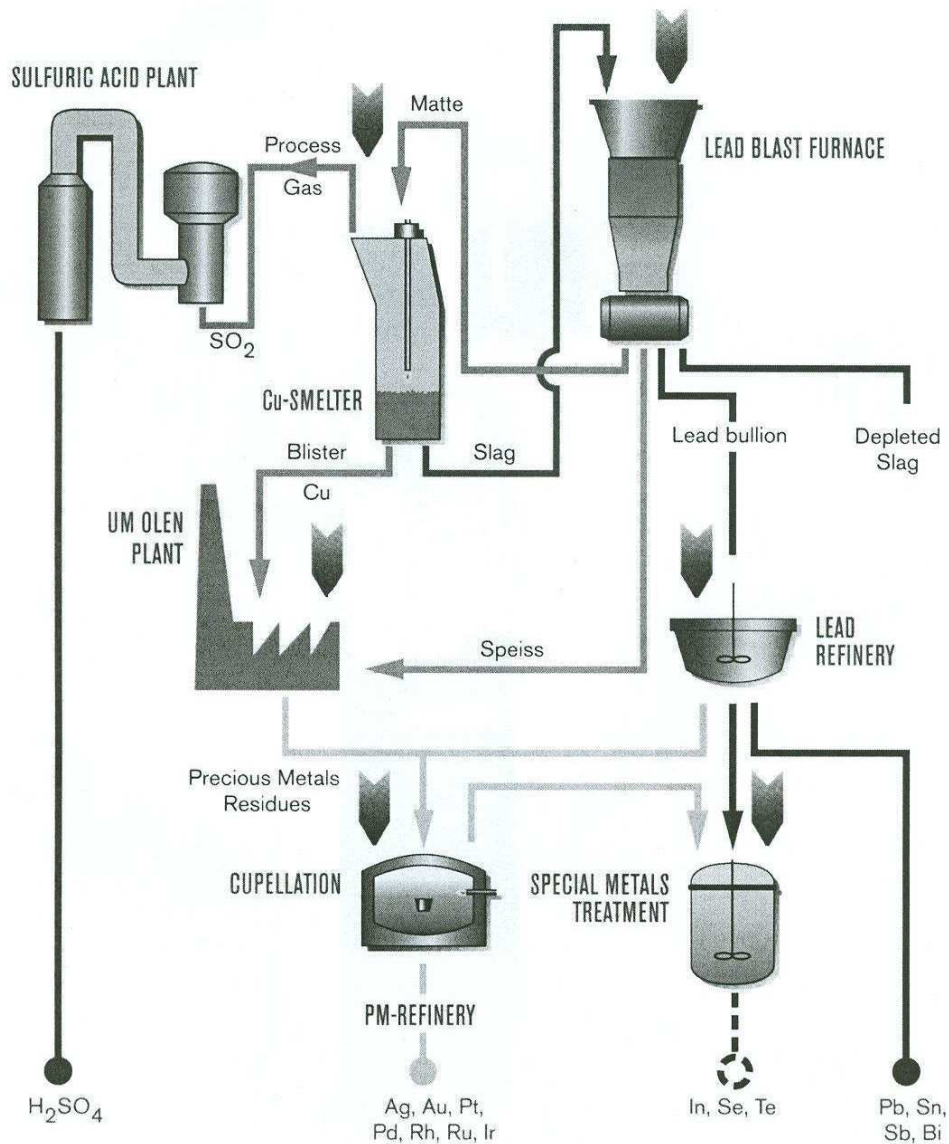 SULFURIC ACID PLANT
Matte
Process
Gas
LEAD BLAST FURNACE
SO2
Cu-SMELTER
Blister
Cu
Slag
Lead bullion
Depleted
Slag
UM OLEN
PLANT
Speiss
LEAD
REFINERY
Precious Metals
Residues
CUPELLATION
SPECIAL METALS
TREATMENT
PM-REFINERY
H2SO4
Ag, Au, Pt,
Pd, Rh, Ru, Ir
In, Se, Te
Pb, Sn,
Sb, Bi